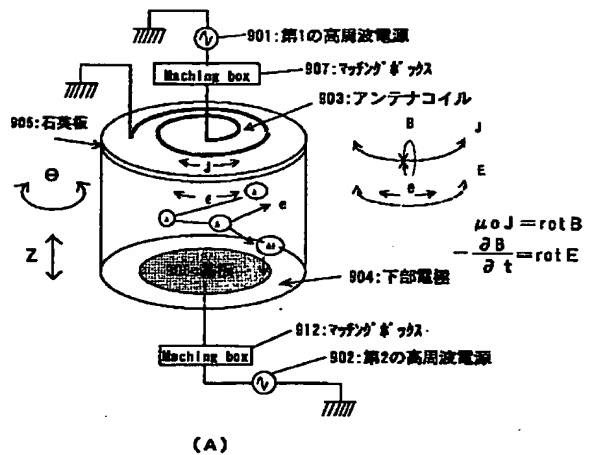 901:第1の高周波電源
Maching box
907:マッチングボックス
903:アンテナコイル
905:石英板
J
B
J
E
e
Θ
e
e
Z
μoJ=rotB
-∂B/∂t=rotE
904:下部電極
912:マッチングボックス
Maching box
902:第2の高周波電源
(A)